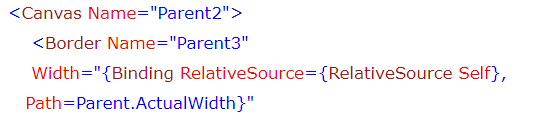 <Canvas Name="Parent2">
<Border Name="Parent3"
Width="{Binding RelativeSource={RelativeSource Self},
Path=Parent.ActualWidth}"